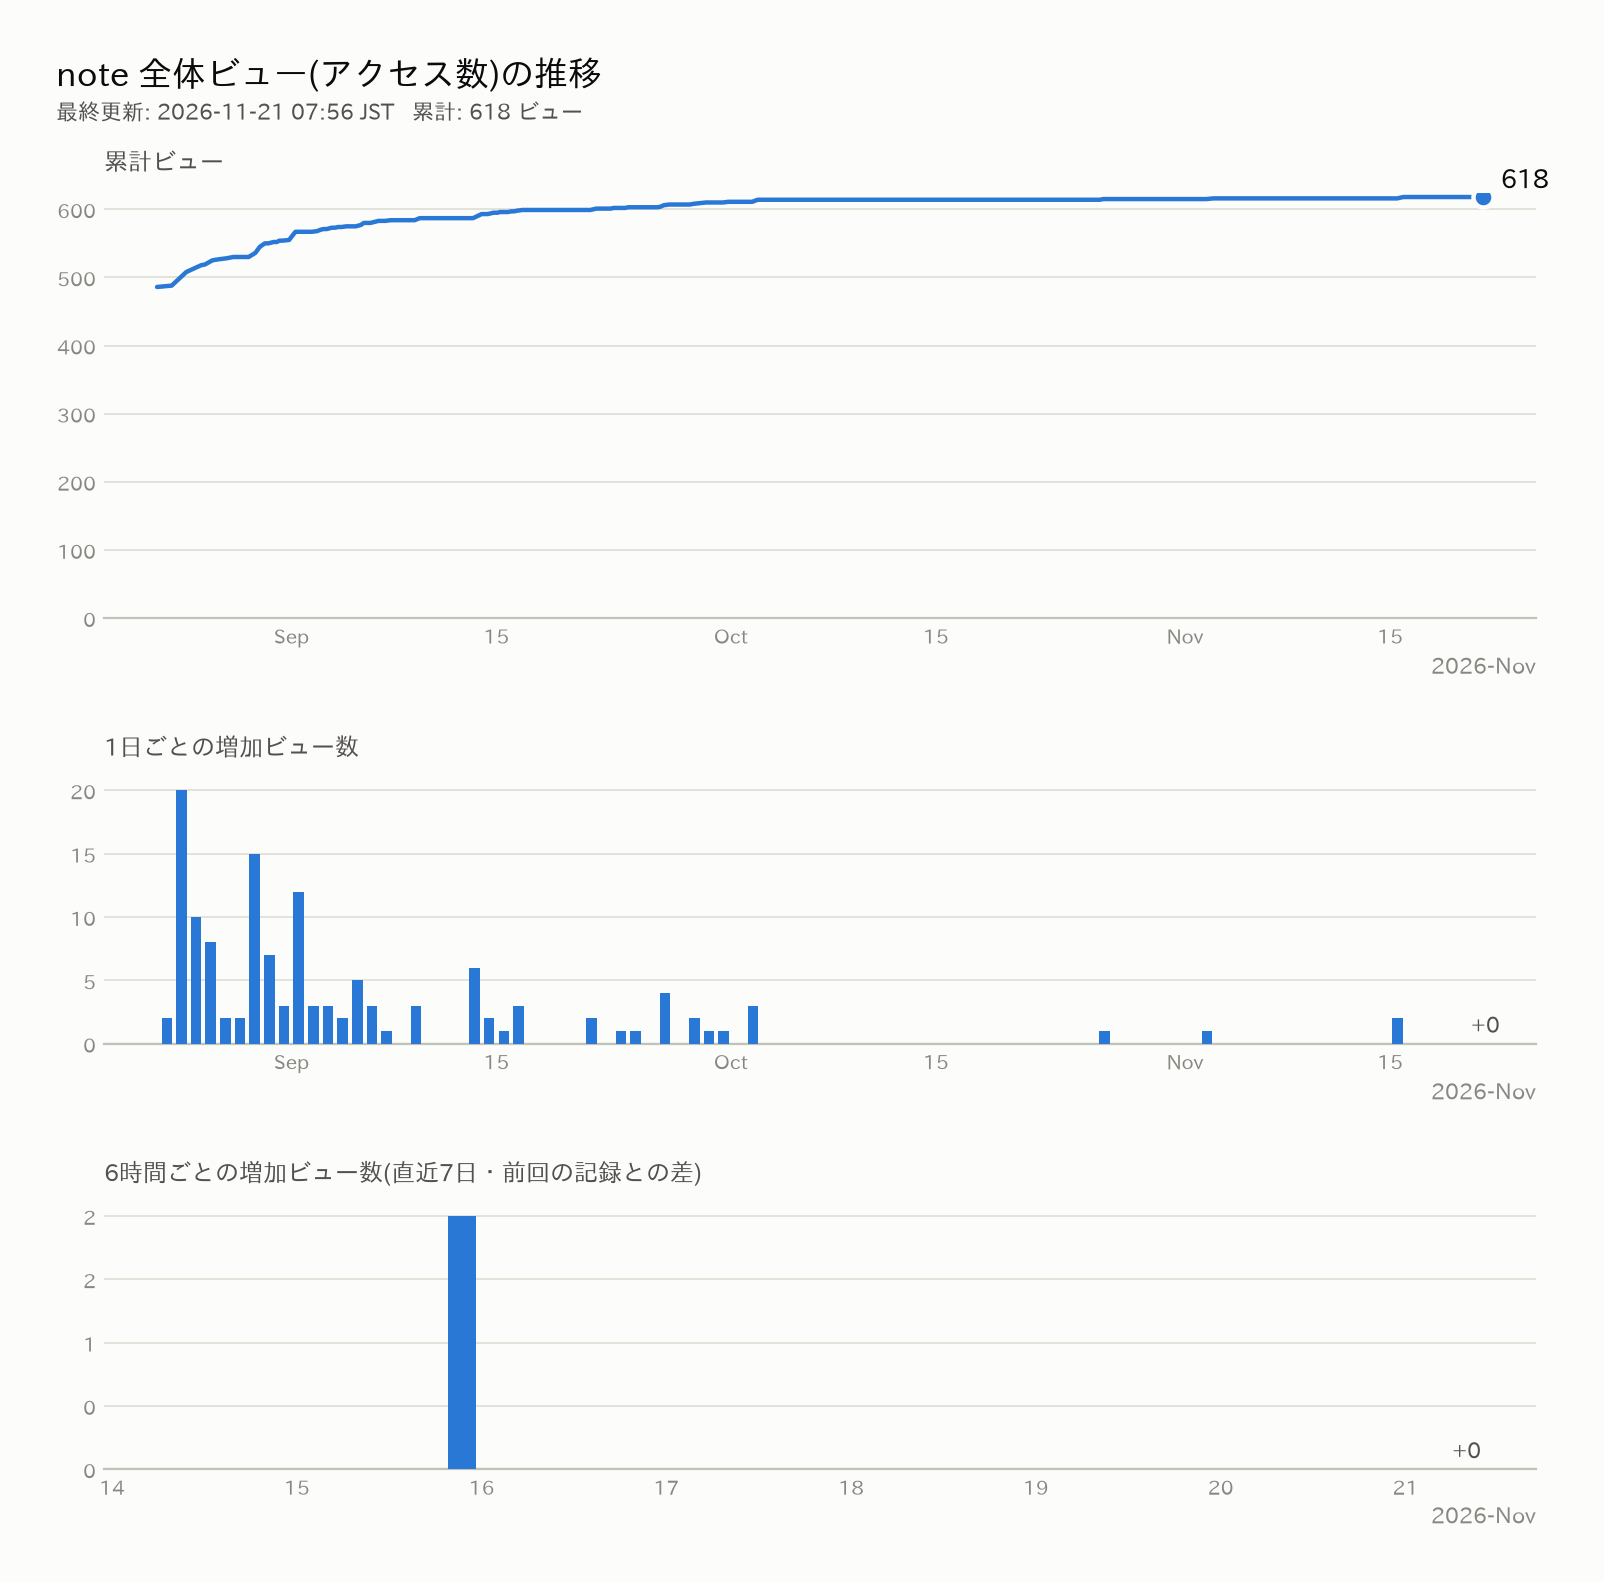 note 全体ビュー(アクセス数)の推移
最終更新: 2026-11-21 07:56 JST 累計: 618 ビュー
累計ビュー
618
600
500
400
300
200
100
0
Sep 15 Oct 15 Nov 15
2026-Nov
1日ごとの増加ビュー数
20
15
10
5
+0
0
Sep 15 Oct 15 Nov 15
2026-Nov
6時間ごとの増加ビュー数(直近7日・前回の記録との差)
2
2
1
0
+0
0
14 15 16 17 18 19 20 21
2026-Nov